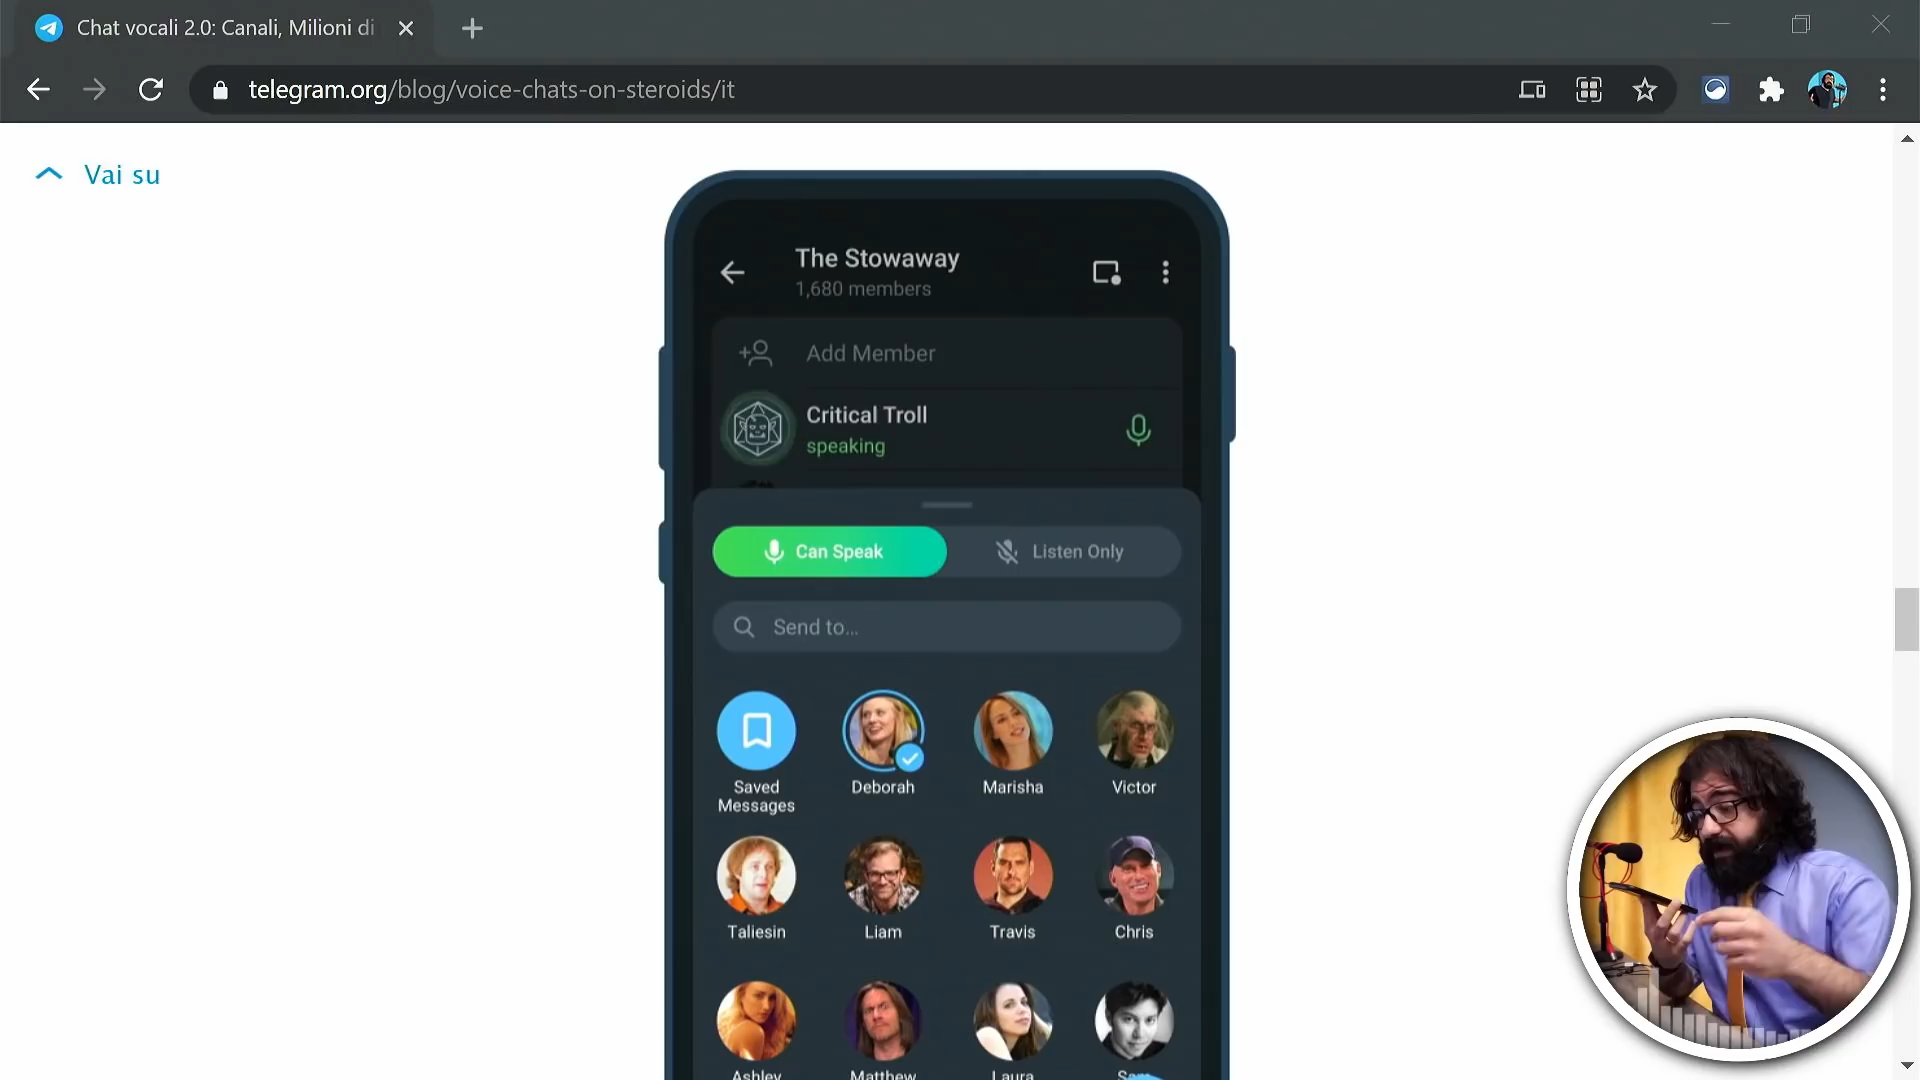 Chat vocali 2.0: Canali, Milioni di
telegram.org/blog/voice-chats-on-steroids/it
Vai su
The Stowaway
1,680 members
Add Member
Critical Troll
speaking
Can Speak
Listen Only
Send to...
Saved Messages
Deborah
Marisha
Victor
Taliesin
Liam
Travis
Chris
Ashley
Matthew
Laura